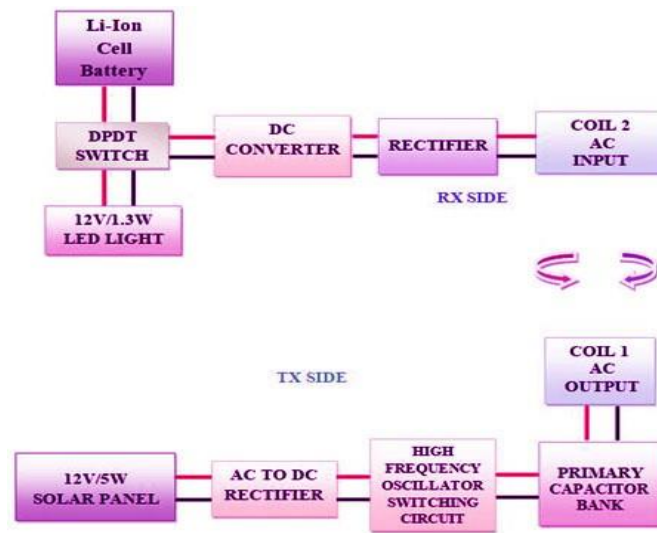 Li-Ion
Cell
Battery
DPDT
SWITCH
DC
CONVERTER
RECTIFIER
COIL 2
AC
INPUT
12V/1.3W
LED LIGHT
RX SIDE
TX SIDE
COIL 1
AC
OUTPUT
12V/5W
SOLAR PANEL
AC TO DC
RECTIFIER
HIGH
FREQUENCY
OSCILLATOR
SWITCHING
CIRCUIT
PRIMARY
CAPACITOR
BANK